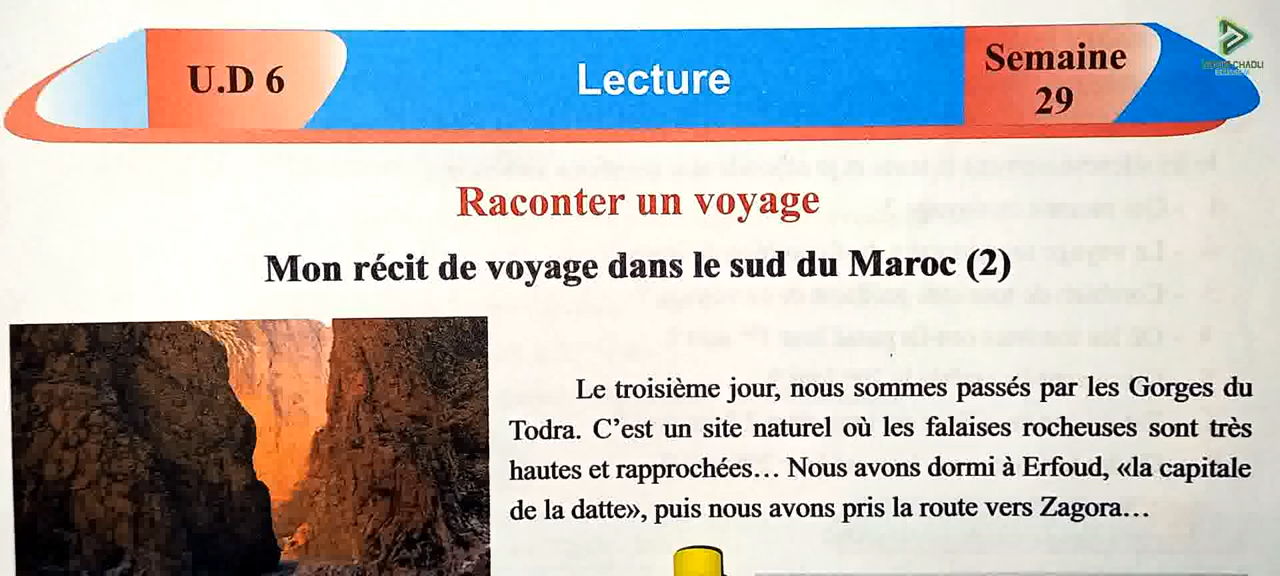 U.D 6
Lecture
Semaine
29
Raconter un voyage
Mon récit de voyage dans le sud du Maroc (2)
Le troisième jour, nous sommes passés par les Gorges du
Todra. C’est un site naturel où les falaises rocheuses sont très
hautes et rapprochées… Nous avons dormi à Erfoud, «la capitale
de la datte», puis nous avons pris la route vers Zagora…